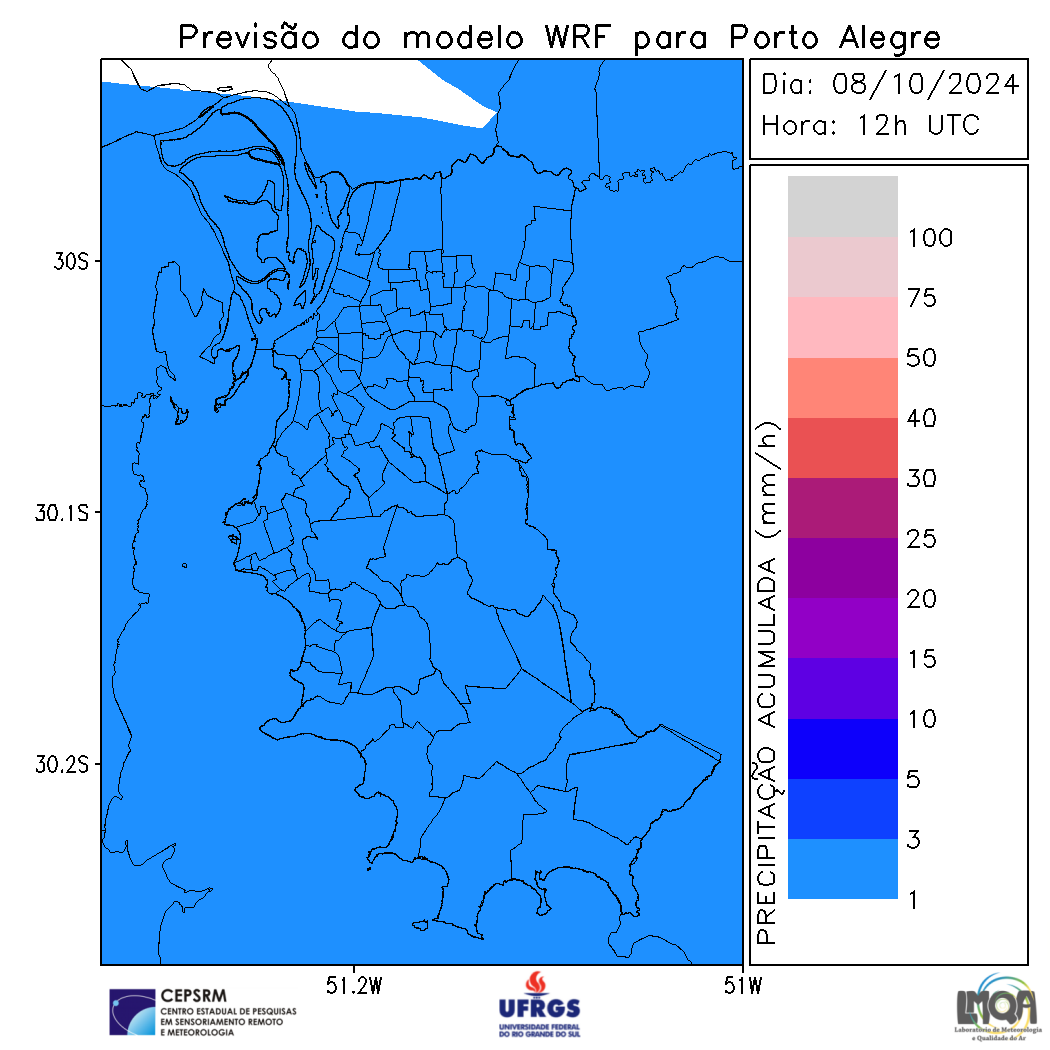 Previsão do modelo WRF para Porto Alegre
Dia: 08/10/2024
Hora: 12h UTC
30S
30.1S
30.2S
51.2W
51W
PRECIPITAÇÃO ACUMULADA (mm/h)
100
75
50
40
30
25
20
15
10
5
3
1
CEPSRM
CENTRO ESTADUAL DE PESQUISAS
EM SENSORIAMENTO REMOTO
E METEOROLOGIA
UFRGS
UNIVERSIDADE FEDERAL
DO RIO GRANDE DO SUL
LMQA
Laboratório de Meteorologia
e Qualidade do Ar